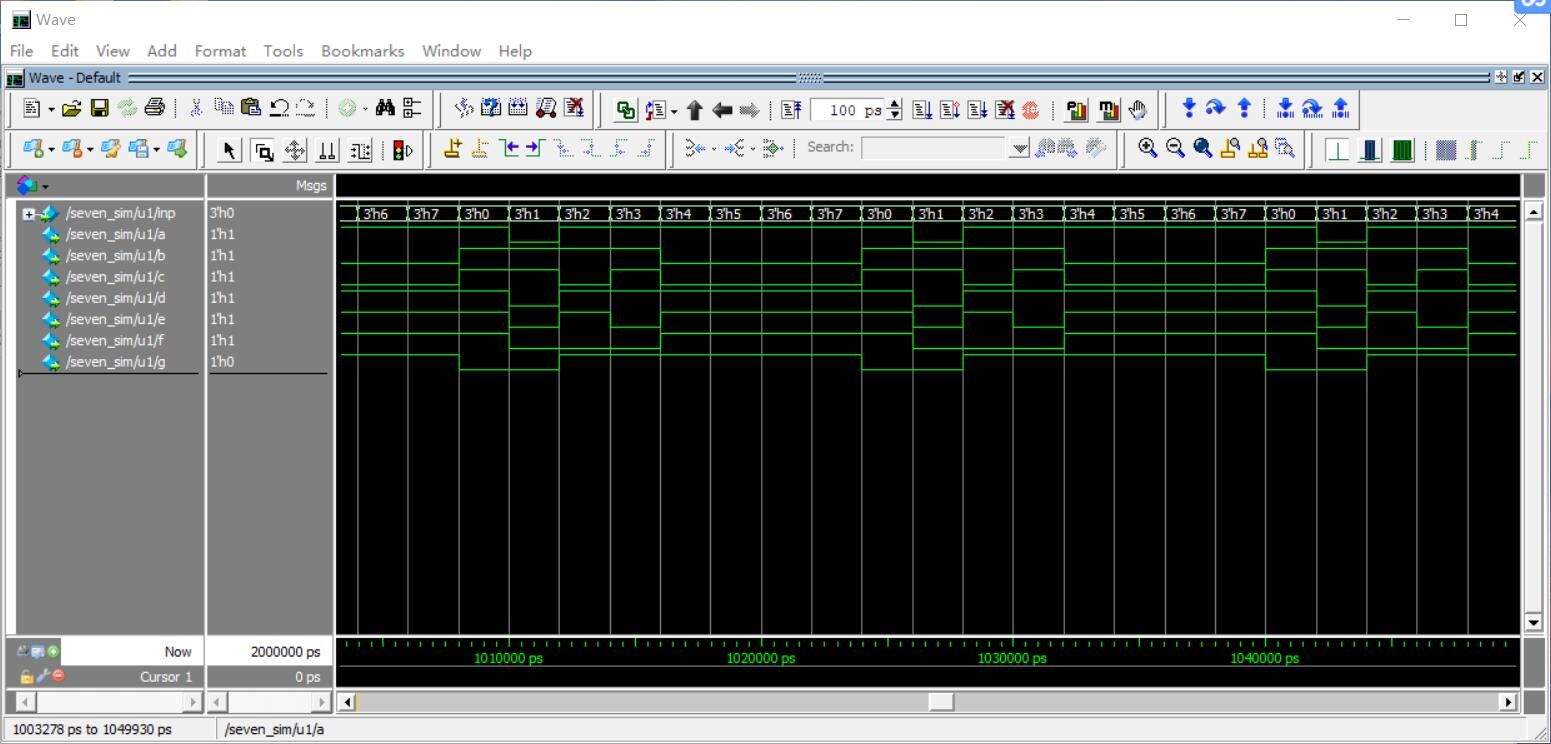 Wave
File Edit View Add Format Tools Bookmarks Window Help
Wave - Default
100 ps
Search:
Msgs
/seven_sim/u1/inp 3'h0 3'h6 3'h7 3'h0 3'h1 3'h2 3'h3 3'h4 3'h5 3'h6 3'h7 3'h0 3'h1 3'h2 3'h3 3'h4 3'h5 3'h6 3'h7 3'h0 3'h1 3'h2 3'h3 3'h4
/seven_sim/u1/a 1'h1
/seven_sim/u1/b 1'h1
/seven_sim/u1/c 1'h1
/seven_sim/u1/d 1'h1
/seven_sim/u1/e 1'h1
/seven_sim/u1/f 1'h1
/seven_sim/u1/g 1'h0
Now 2000000 ps 1010000 ps 1020000 ps 1030000 ps 1040000 ps
Cursor 1 0 ps
1003278 ps to 1049930 ps /seven_sim/u1/a